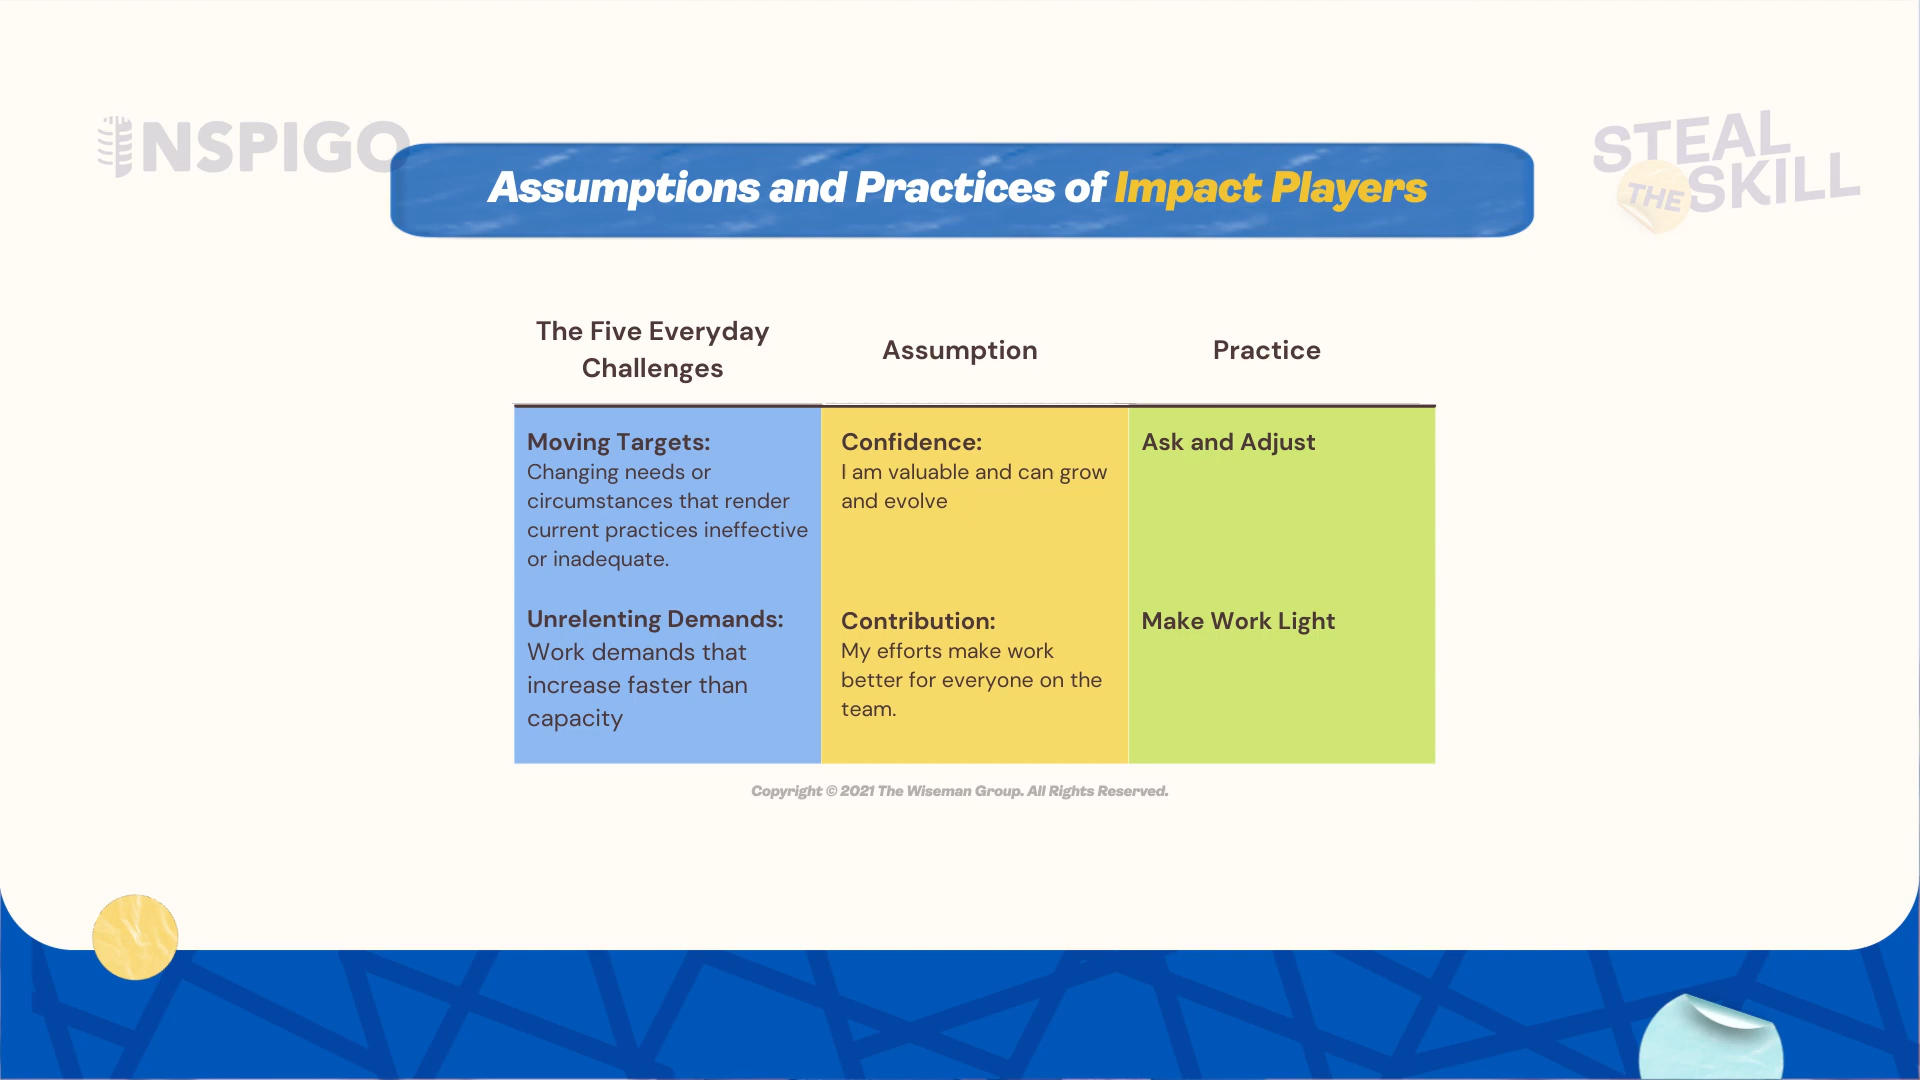 INSPIGO
STEAL
THE SKILL
Assumptions and Practices of Impact Players
The Five Everyday
Challenges
Assumption
Practice
Moving Targets:
Changing needs or
circumstances that render
current practices ineffective
or inadequate.
Confidence:
I am valuable and can grow
and evolve
Ask and Adjust
Unrelenting Demands:
Work demands that
increase faster than
capacity
Contribution:
My efforts make work
better for everyone on the
team.
Make Work Light
Copyright © 2021 The Wiseman Group. All Rights Reserved.